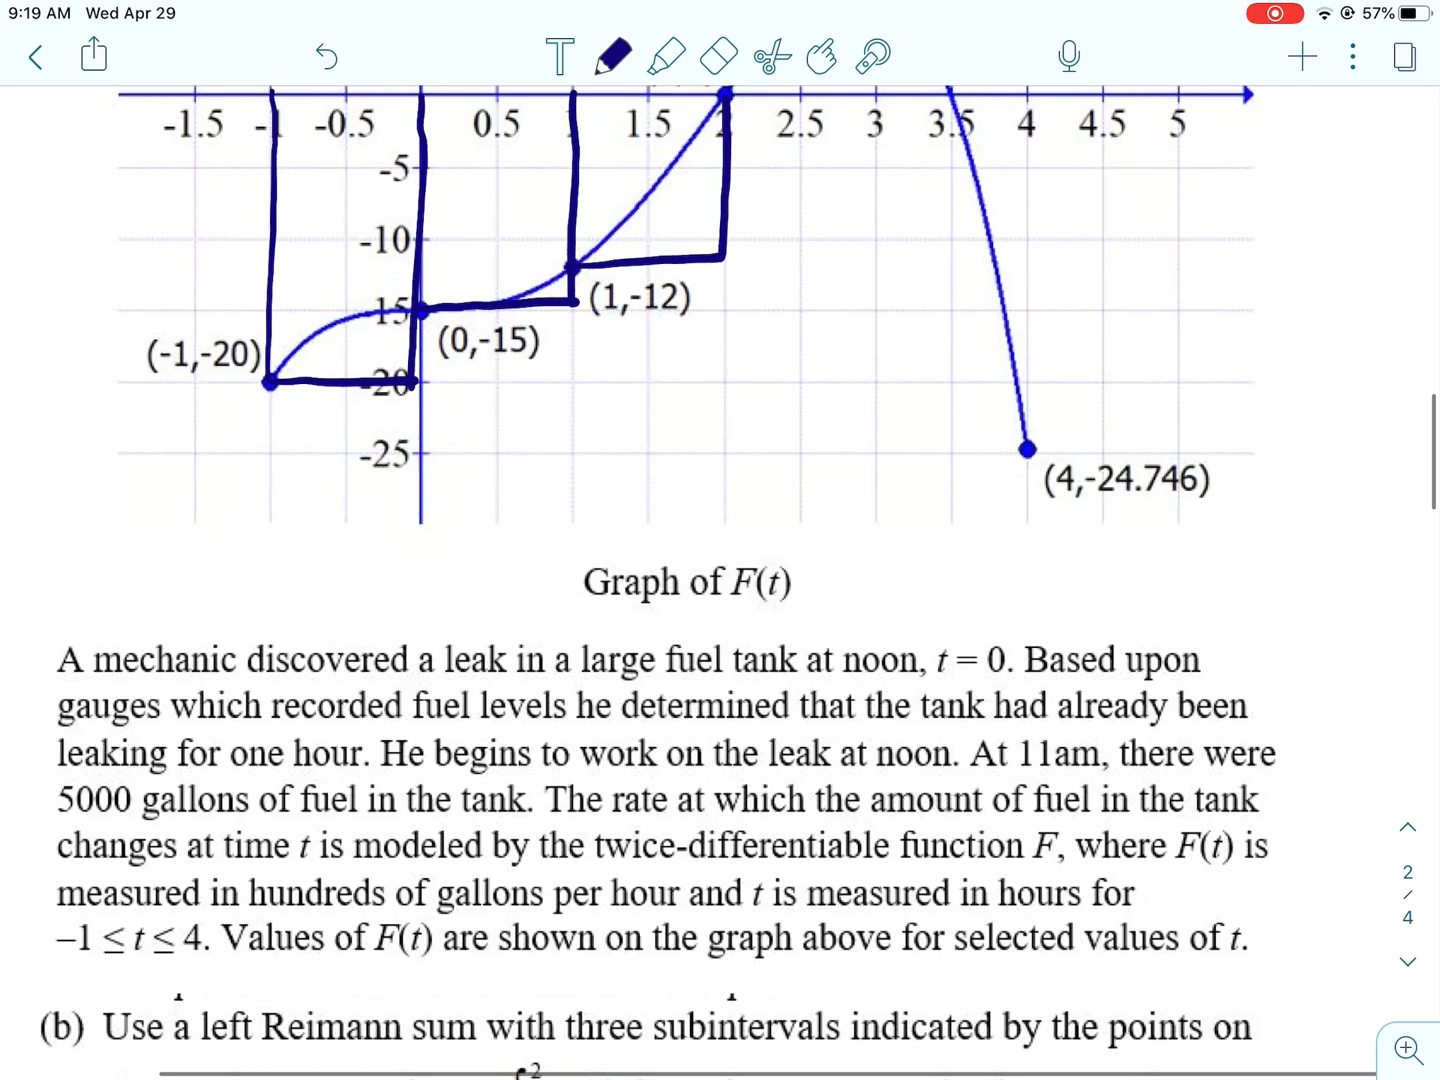 9:19 AM Wed Apr 29
57%
T
-1.5 -1 -0.5 0.5 1.5 2 2.5 3 3.5 4 4.5 5
-5
-10
(1,-12)
15
(0,-15)
(-1,-20)
-20
-25
(4,-24.746)
Graph of F(t)
A mechanic discovered a leak in a large fuel tank at noon, t = 0. Based upon
gauges which recorded fuel levels he determined that the tank had already been
leaking for one hour. He begins to work on the leak at noon. At 11am, there were
5000 gallons of fuel in the tank. The rate at which the amount of fuel in the tank
changes at time t is modeled by the twice-differentiable function F, where F(t) is
measured in hundreds of gallons per hour and t is measured in hours for
–1 ≤ t ≤ 4. Values of F(t) are shown on the graph above for selected values of t.
2
/
4
(b) Use a left Reimann sum with three subintervals indicated by the points on
2